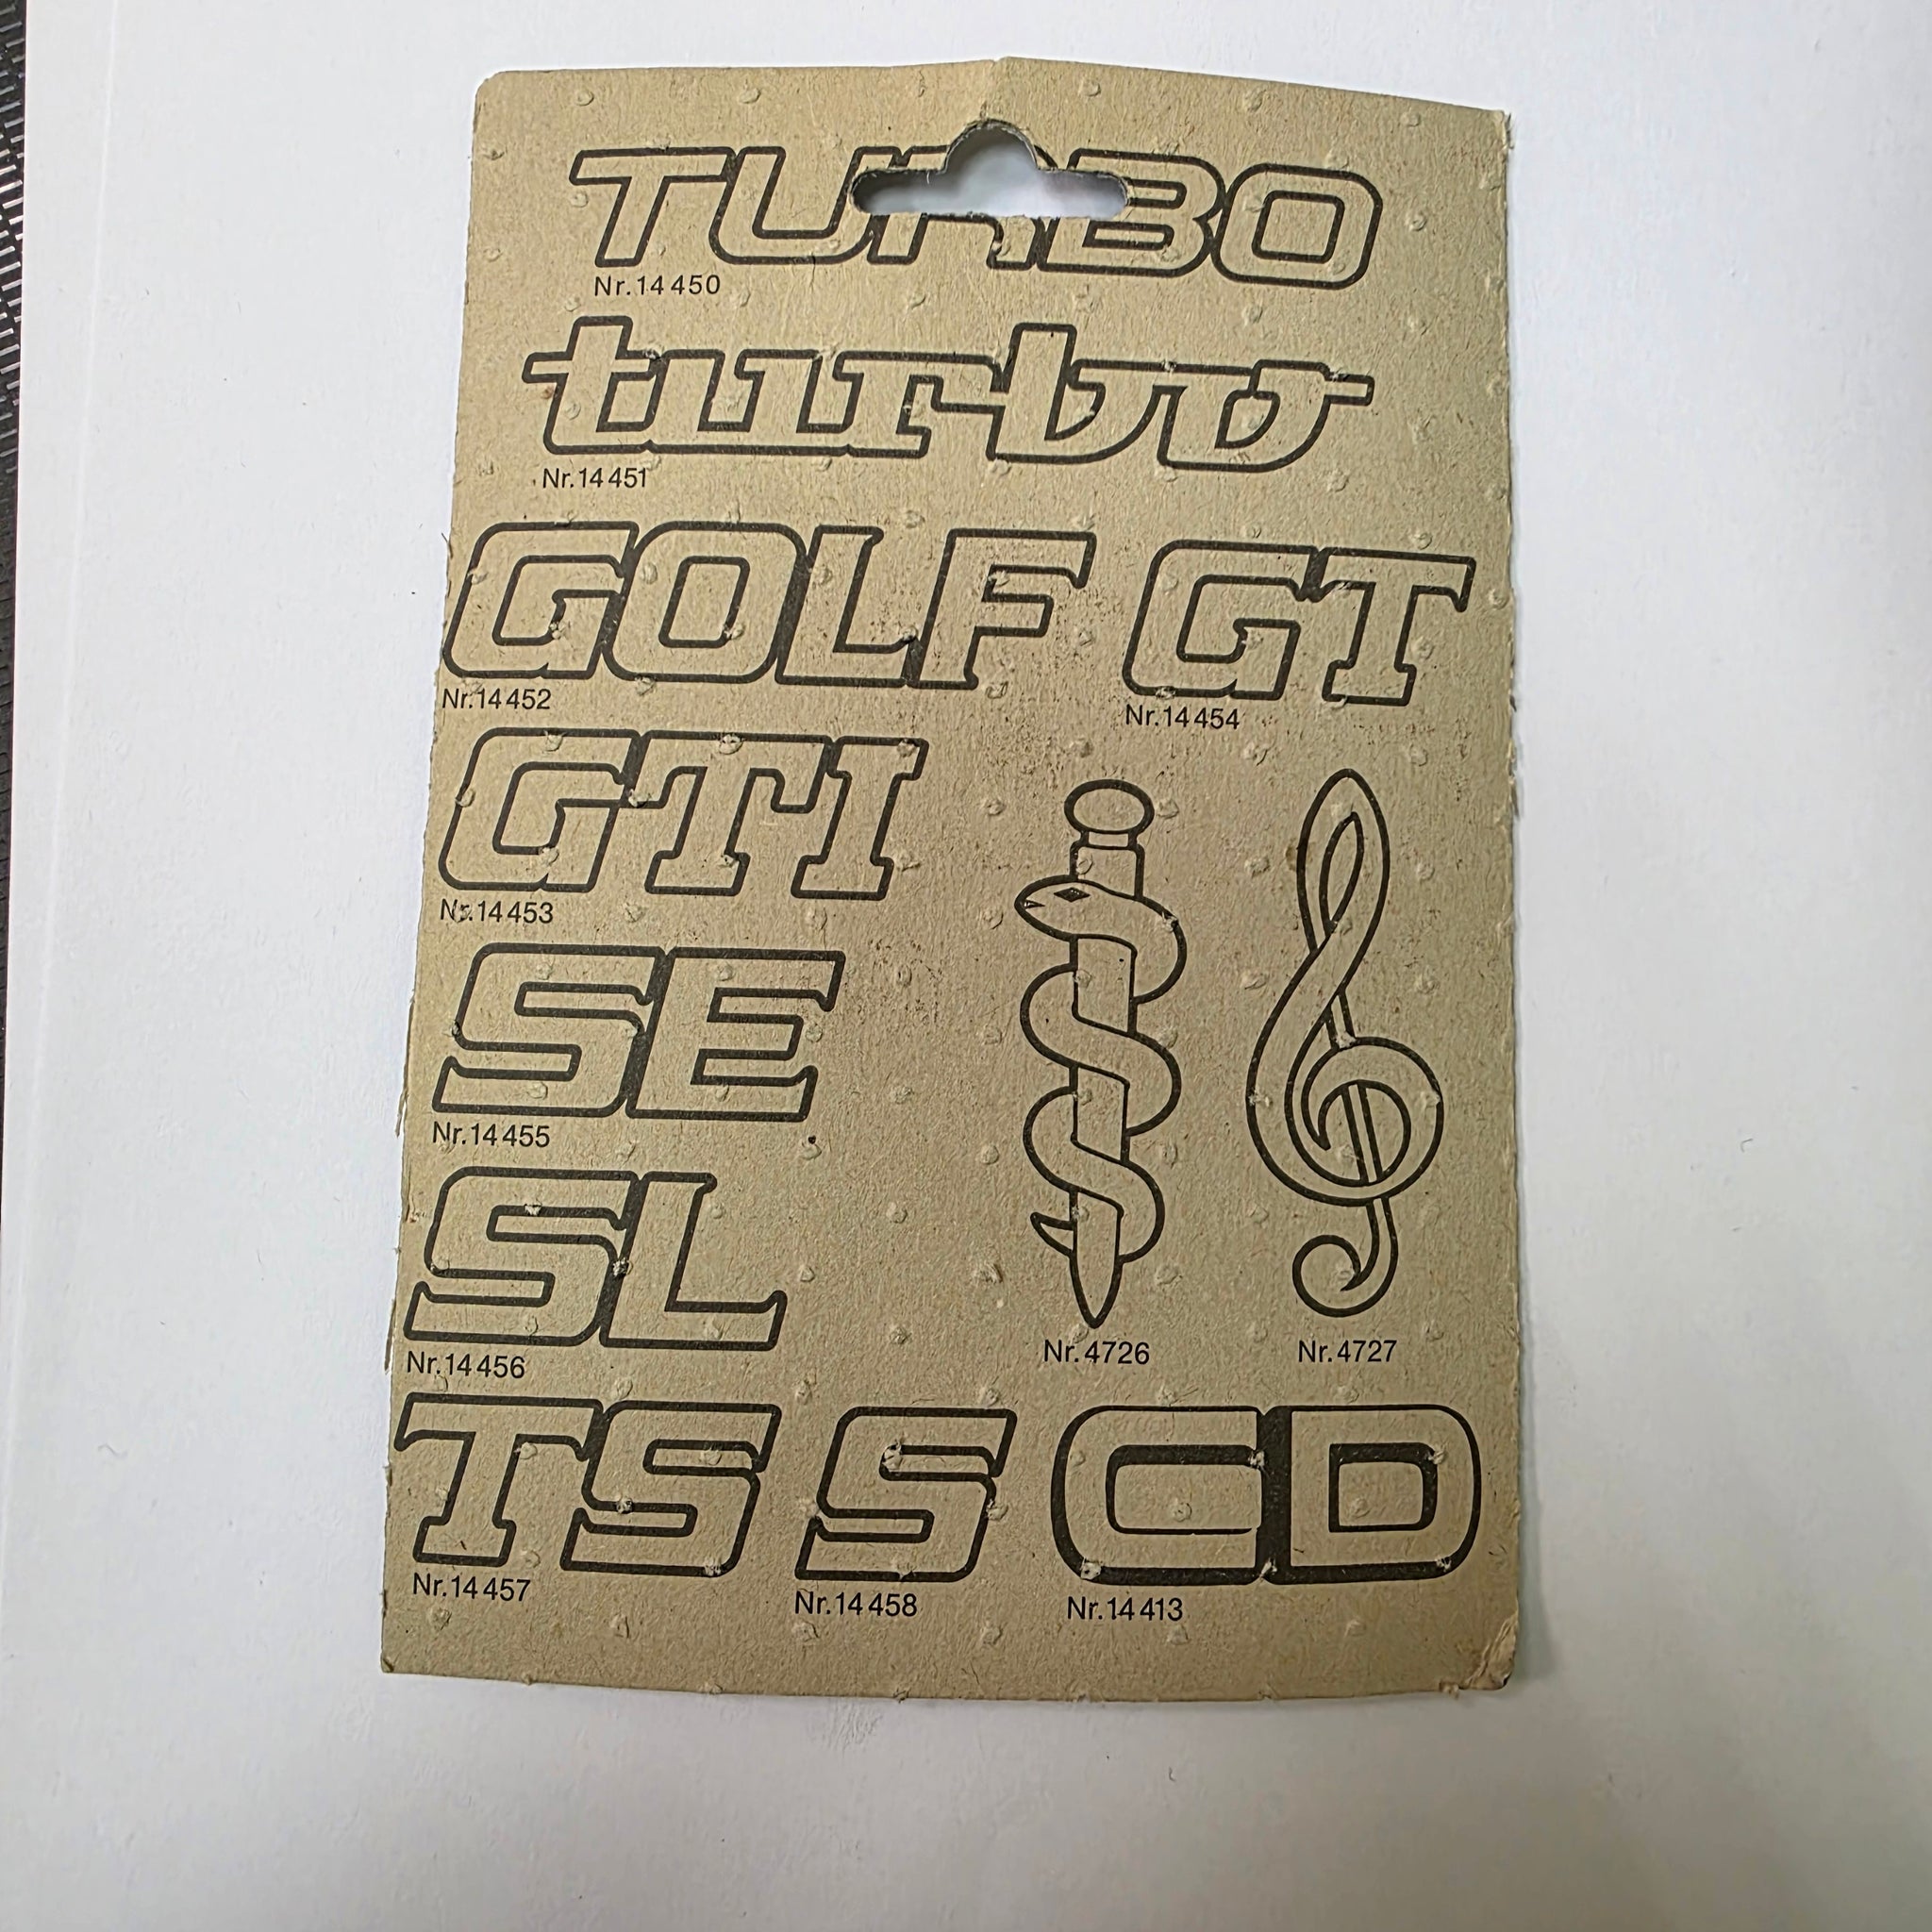 TURBO
Nr.14450
turbo
Nr.14451
GOLF GT
Nr.14452 Nr.14454
GTI
Nr.14453
SE
Nr.14455
SL
Nr.14456 Nr.4726 Nr.4727
TS S CD
Nr.14457 Nr.14458 Nr.14413